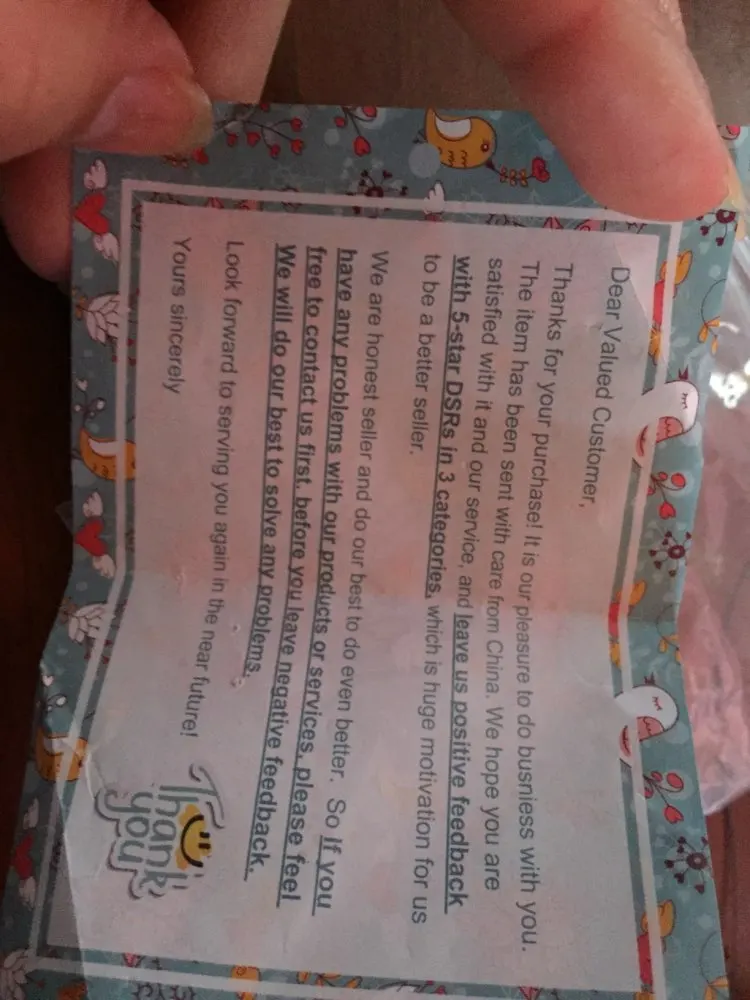 Dear Valued Customer,
Thanks for your purchase! It is our pleasure to do busniess with you.
The item has been sent with care from China. We hope you are
satisfied with it and our service, and leave us positive feedback
with 5-star DSRs in 3 categories, which is huge motivation for us
to be a better seller.
We are honest seller and do our best to do even better. So If you
have any problems with our products or services, please feel
free to contact us first, before you leave negative feedback.
We will do our best to solve any problems.
Look forward to serving you again in the near future!
Yours sincerely
Thank
you